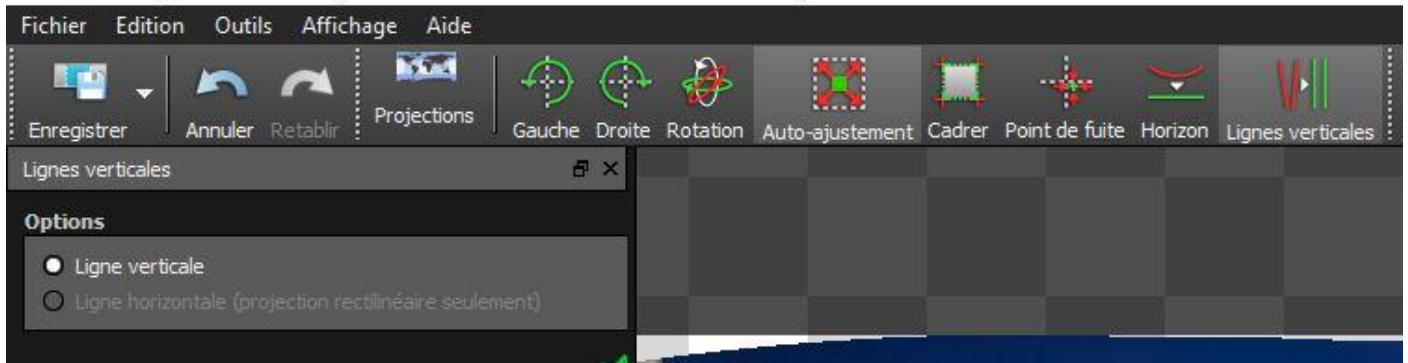 Fichier Edition Outils Affichage Aide
Enregistrer Annuler Retablir Projections Gauche Droite Rotation Auto-ajustement Cadrer Point de fuite Horizon Lignes verticales
Lignes verticales
Options
Ligne verticale
Ligne horizontale (projection rectilinéaire seulement)